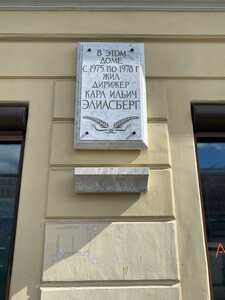 В ЭТОМ
ДОМЕ
С 1975 ПО 1978 Г
ЖИЛ
ДИРИЖЕР
КАРЛ ИЛЬИЧ
ЭЛИАСБЕРГ